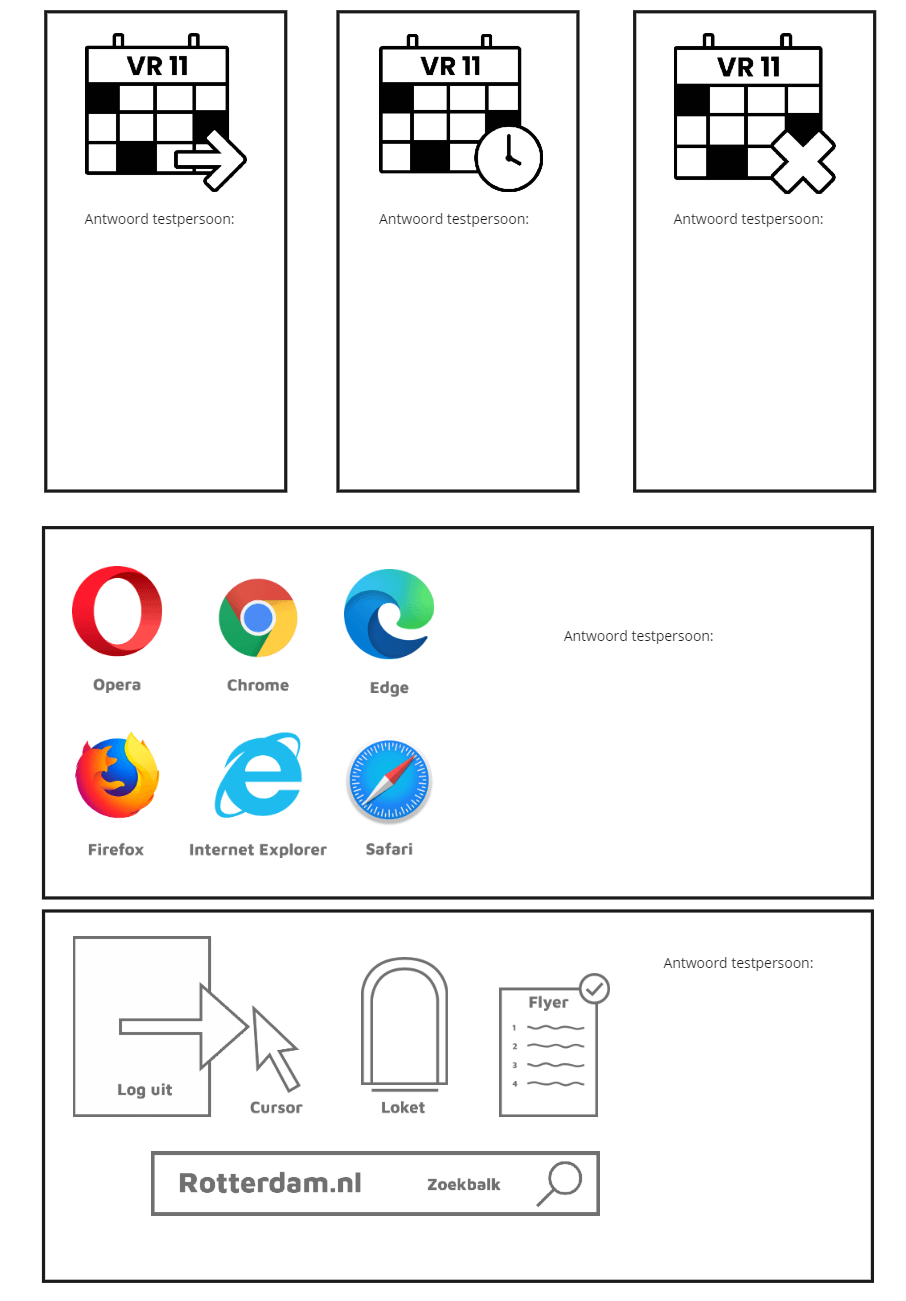 VR 11
VR 11
VR 11
Antwoord testpersoon:
Antwoord testpersoon:
Antwoord testpersoon:
Opera
Chrome
Edge
Antwoord testpersoon:
Firefox
Internet Explorer
Safari
Antwoord testpersoon:
Log uit
Cursor
Loket
Flyer
1
2
3
4
Rotterdam.nl
Zoekbalk